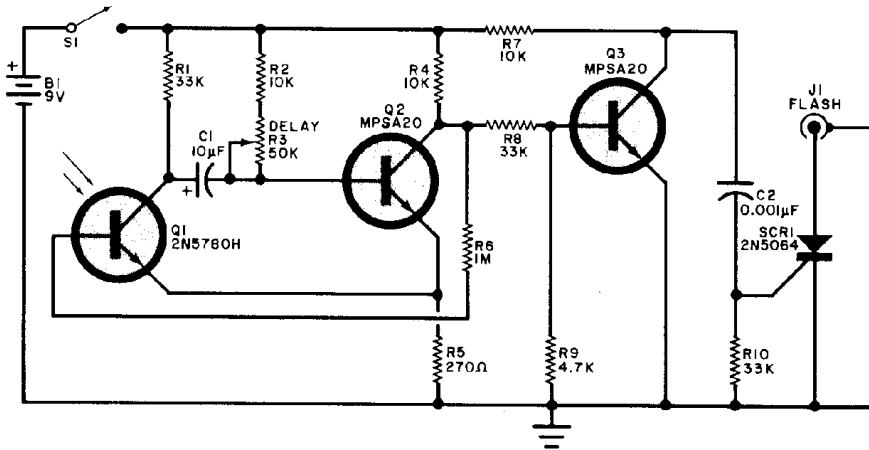 S1
+
B1
9V
R1
33K
R2
10K
R4
10K
R7
10K
Q3
MPSA20
J1
FLASH
C1
10μF
+
DELAY
R3
50K
Q2
MPSA20
R8
33K
Q1
2N5780H
R6
1M
C2
0.001μF
SCR1
2N5064
R5
270Ω
R9
4.7K
R10
33K